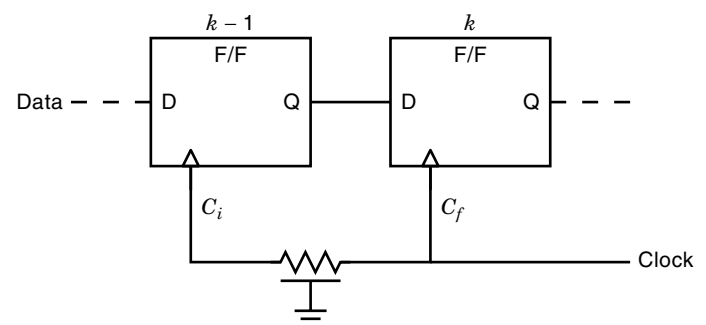 k – 1
k
F/F
F/F
Data
D
Q
D
Q
C_i
C_f
Clock